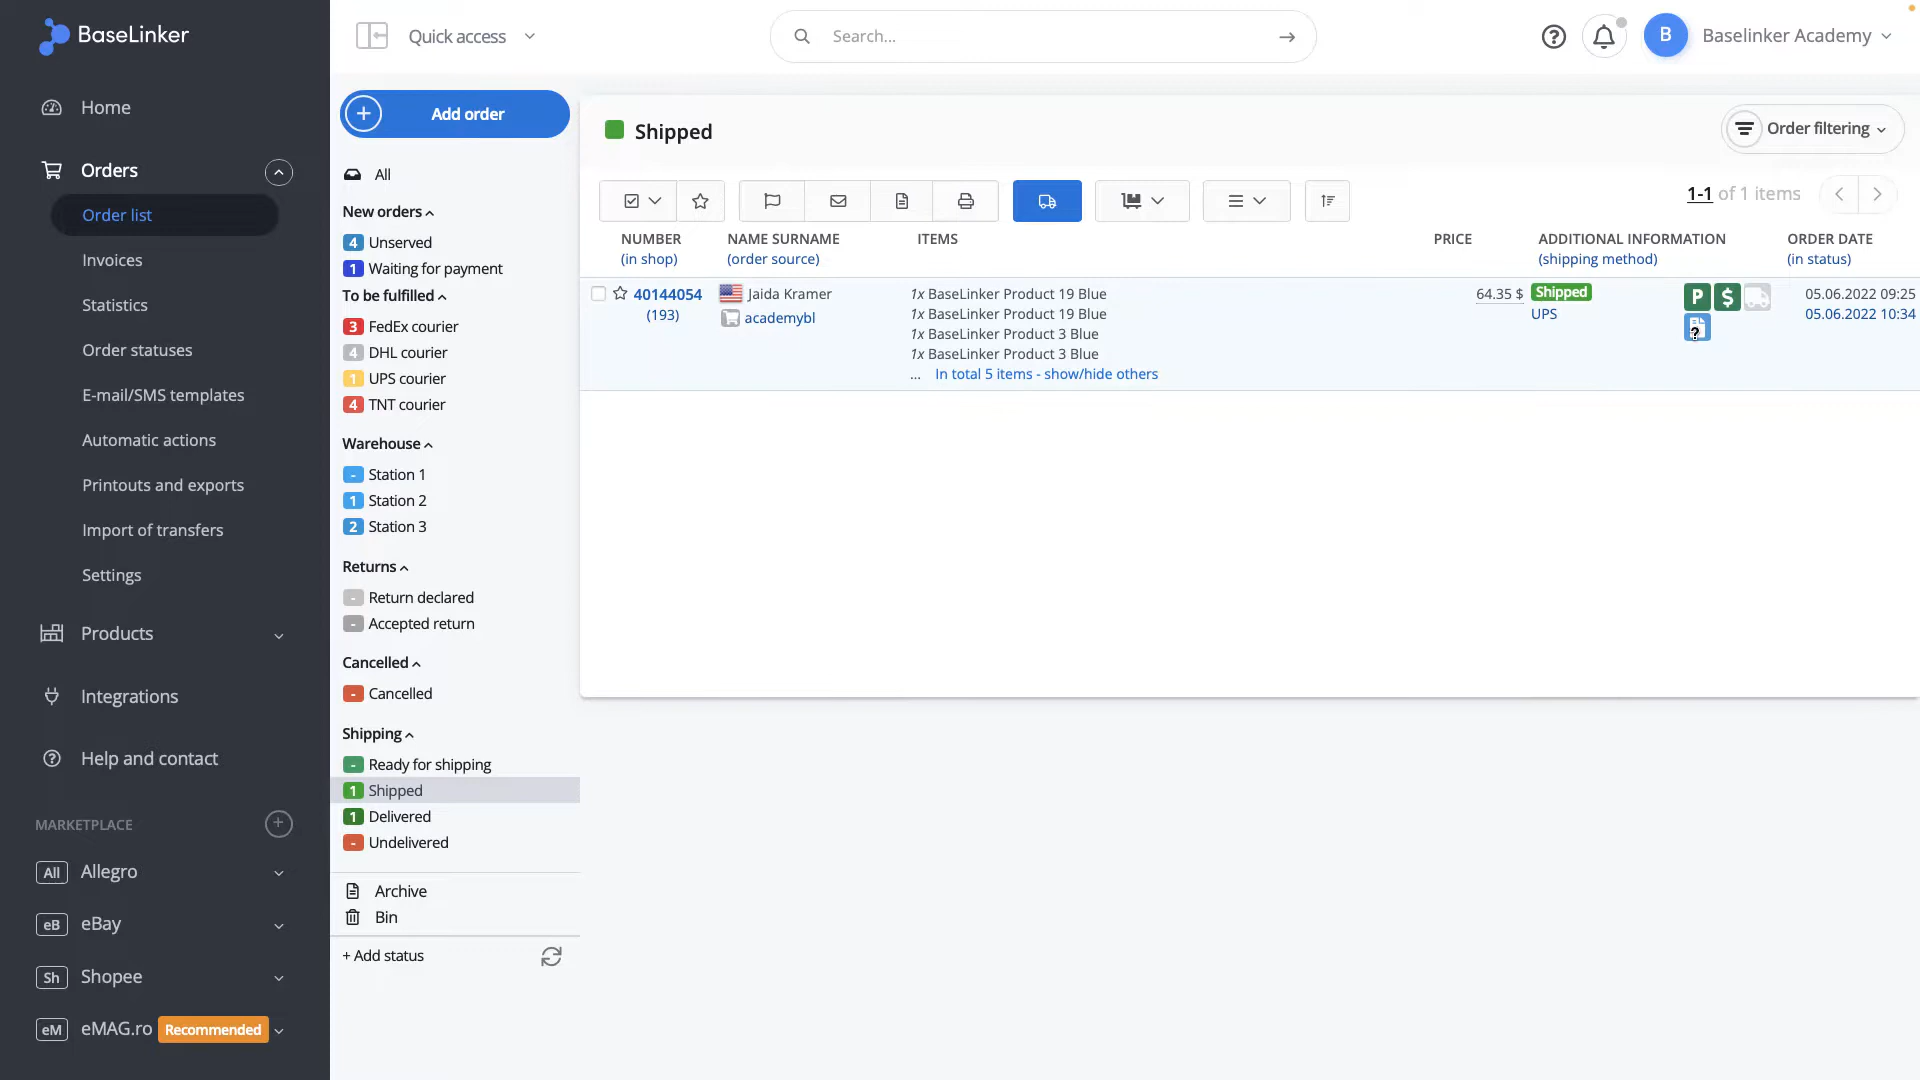 BaseLinker
Quick access
Search...
B
Baselinker Academy
Home
Orders
Order list
Invoices
Statistics
Order statuses
E-mail/SMS templates
Automatic actions
Printouts and exports
Import of transfers
Settings
Products
Integrations
Help and contact
MARKETPLACE
All Allegro
eB eBay
Sh Shopee
eM eMAG.ro Recommended
Add order
All
New orders
4 Unserved
1 Waiting for payment
To be fulfilled
3 FedEx courier
4 DHL courier
1 UPS courier
4 TNT courier
Warehouse
- Station 1
1 Station 2
2 Station 3
Returns
- Return declared
- Accepted return
Cancelled
- Cancelled
Shipping
- Ready for shipping
1 Shipped
1 Delivered
- Undelivered
Archive
Bin
+ Add status
Shipped
Order filtering
1-1 of 1 items
NUMBER NAME SURNAME ITEMS PRICE ADDITIONAL INFORMATION ORDER DATE
(in shop) (order source) (shipping method) (in status)
40144054 Jaida Kramer 1x BaseLinker Product 19 Blue 64.35 $ Shipped P $ 05.06.2022 09:25
(193) academybl 1x BaseLinker Product 19 Blue UPS 05.06.2022 10:34
1x BaseLinker Product 3 Blue
1x BaseLinker Product 3 Blue
... In total 5 items - show/hide others